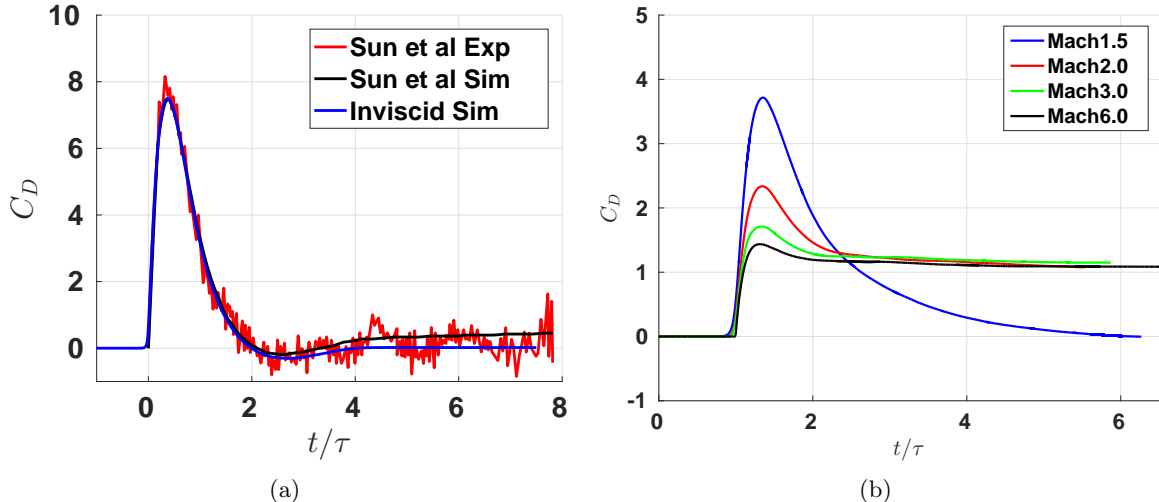 10
8
6
4
2
0
C_D
0
2
4
6
8
t/τ
Sun et al Exp
Sun et al Sim
Inviscid Sim
(a)
5
4
3
2
1
0
-1
C_D
0
2
4
6
t/τ
Mach1.5
Mach2.0
Mach3.0
Mach6.0
(b)